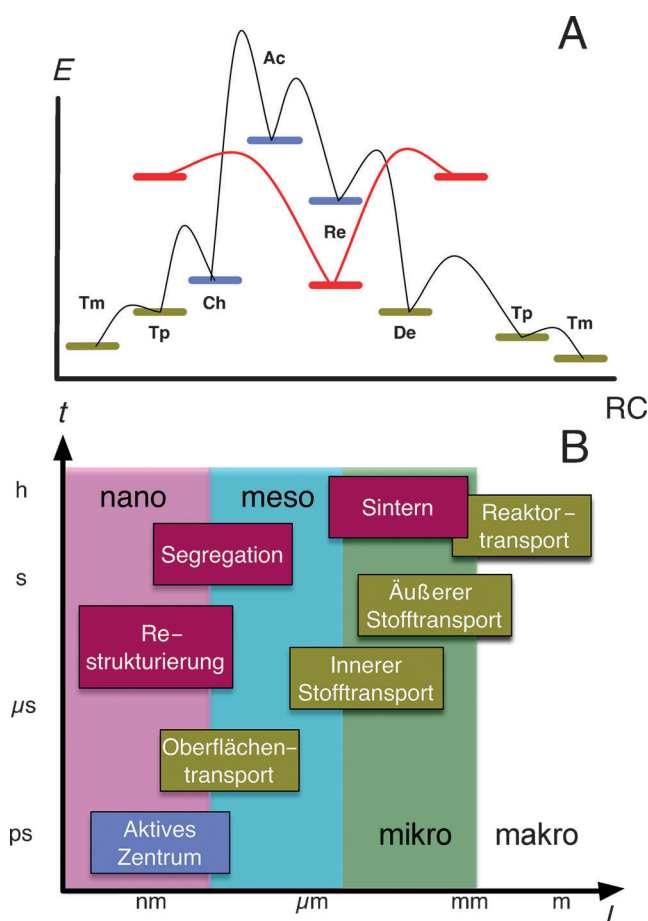 A
E
Ac
Re
Tm
Tp
Ch
De
Tp
Tm
RC
t
B
h
nano
meso
Sintern
Reaktor-
transport
Segregation
s
Äußerer
Stofftransport
Re-
strukturierung
Innerer
Stofftransport
µs
Oberflächen-
transport
ps
Aktives
Zentrum
mikro
makro
nm
µm
mm
m
l